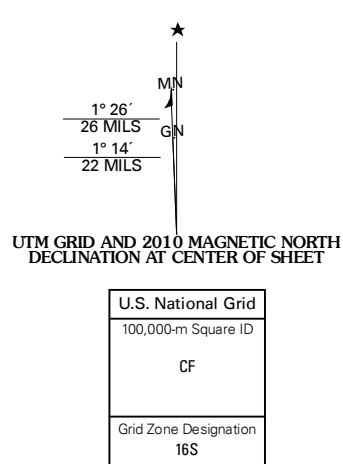 MN
1° 26´
26 MILS
GN
1° 14´
22 MILS
UTM GRID AND 2010 MAGNETIC NORTH
DECLINATION AT CENTER OF SHEET
U.S. National Grid
100,000-m Square ID
CF
Grid Zone Designation
16S